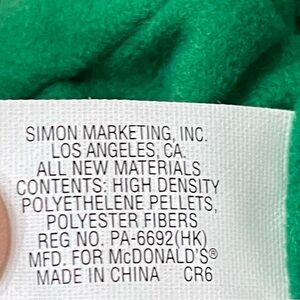 SIMON MARKETING, INC.
LOS ANGELES, CA.
ALL NEW MATERIALS
CONTENTS: HIGH DENSITY
POLYETHELENE PELLETS,
POLYESTER FIBERS
REG NO. PA-6692(HK)
MFD. FOR McDONALD'S®
MADE IN CHINA CR6